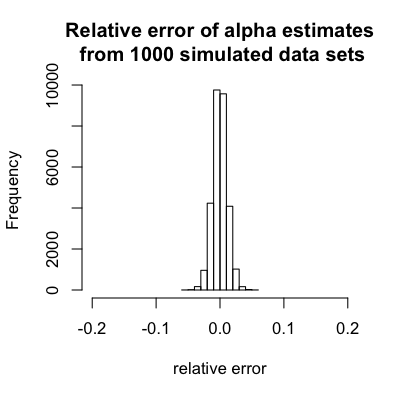 Relative error of alpha estimates
from 1000 simulated data sets
Frequency
10000
6000
2000
0
-0.2 -0.1 0.0 0.1 0.2
relative error